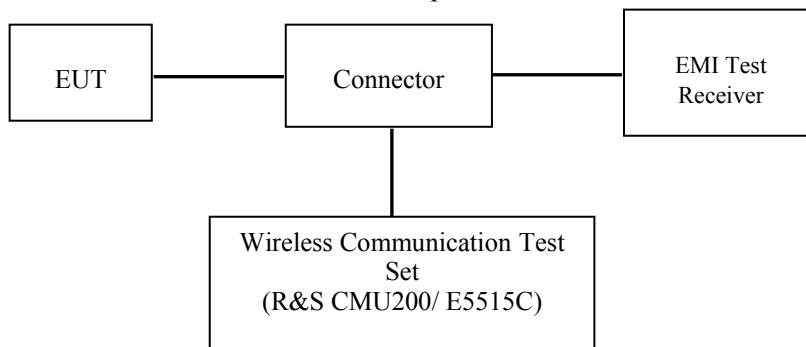 EUT
Connector
EMI Test
Receiver
Wireless Communication Test
Set
(R&S CMU200/ E5515C)